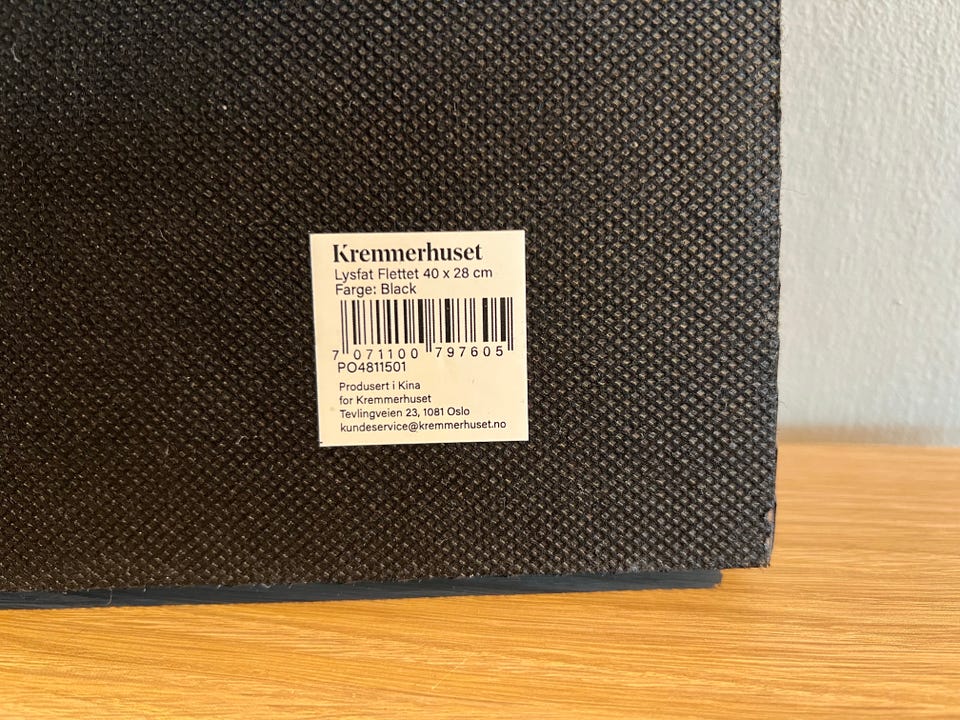 Kremmerhuset
Lysfat Flettet 40 x 28 cm
Farge: Black
7 071100 797605
PO4811501
Produsert i Kina
for Kremmerhuset
Tevlingveien 23, 1081 Oslo
kundeservice@kremmerhuset.no